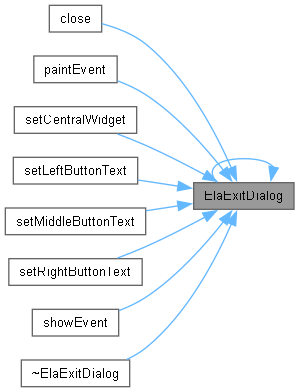 close
paintEvent
setCentralWidget
setLeftButtonText
ElaExitDialog
setMiddleButtonText
setRightButtonText
showEvent
~ElaExitDialog